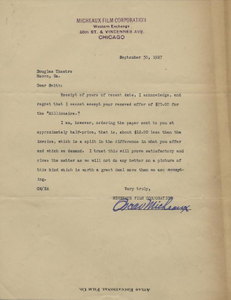 MICHEAUX FILM CORPORATION
Western Exchange
36th ST. & VINCENNES AVE.
CHICAGO
September 30, 1927
Douglas Theatre
Macon, Ga.
Dear Smith:
Receipt of yours of recent date, I acknowledge, and
regret that I cannot accept your renewed offer of $75.00 for
the "Millionaire."
I am, however, ordering the paper sent to you at
approximately half-price, that is, about $12.00 less than the
invoice, which is a split in the difference in what you offer
and which we demand. I trust this will prove satisfactory and
close the matter as we will not do any better on a picture of
this kind which is worth a great deal more than we are accept-
ing.
Very truly,
MICHEAUX FILM CORPORATION
Oscar Micheaux